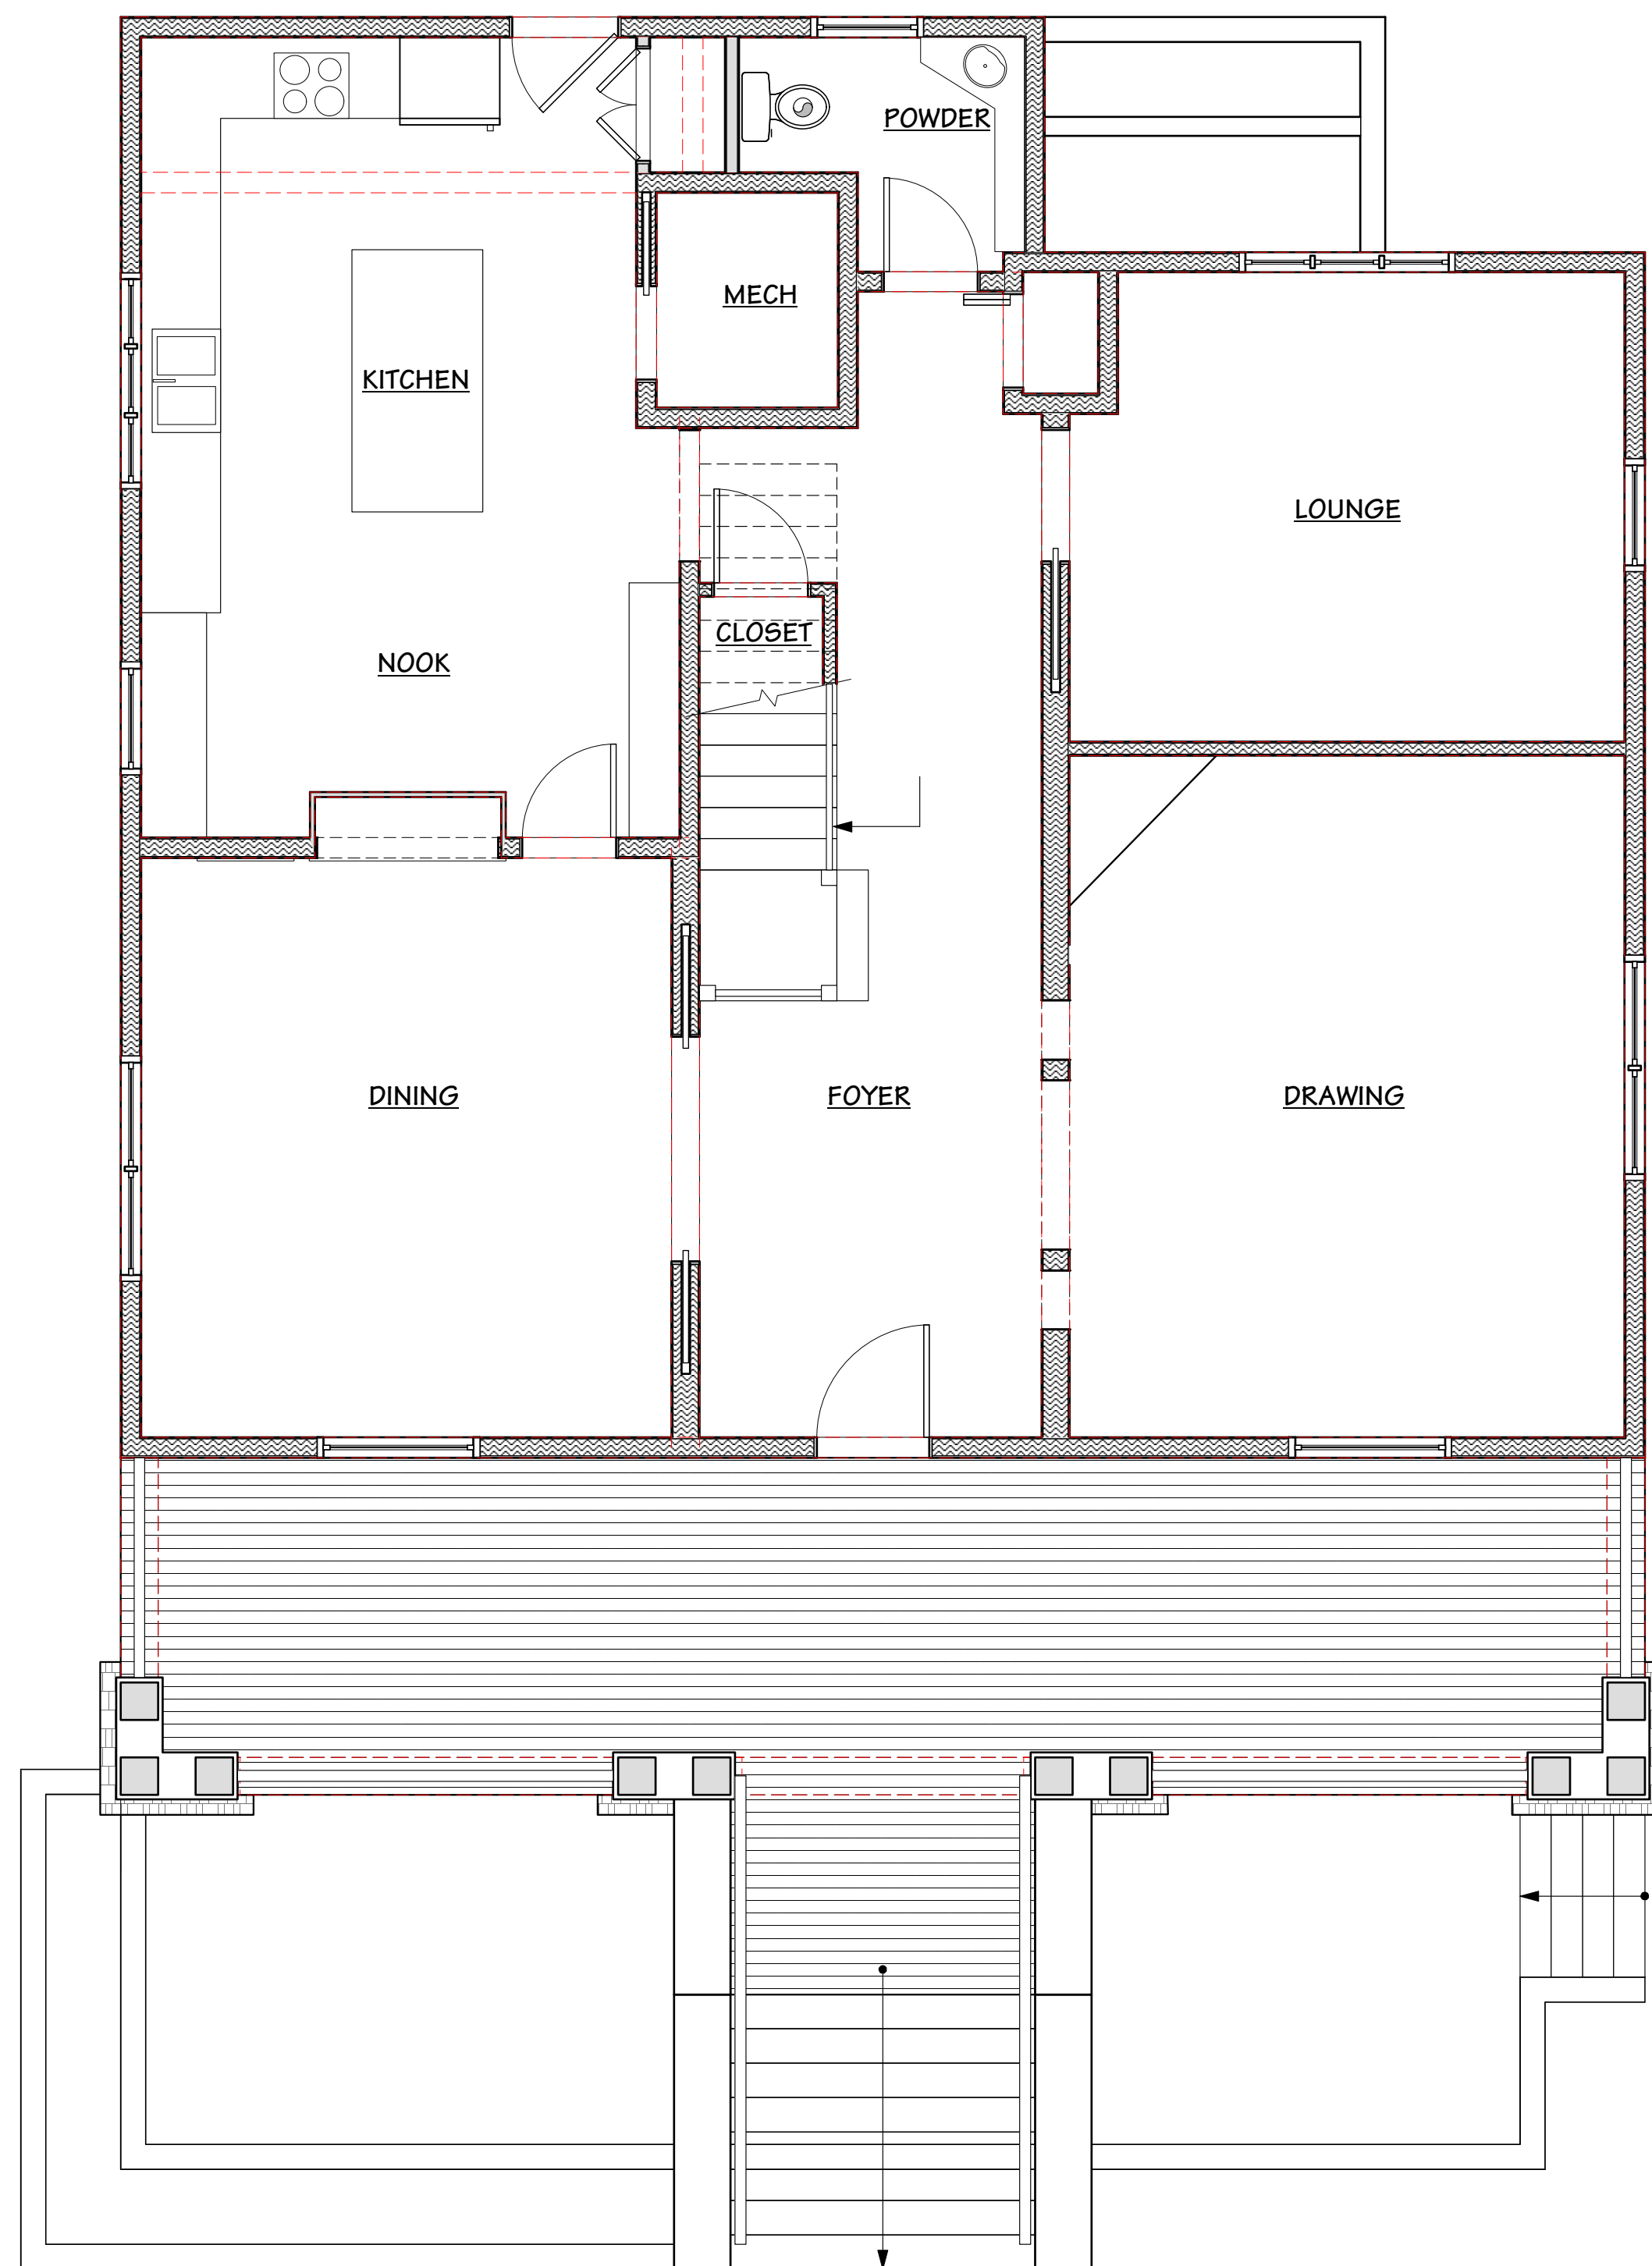 POWDER
MECH
KITCHEN
LOUNGE
CLOSET
NOOK
DINING
FOYER
DRAWING